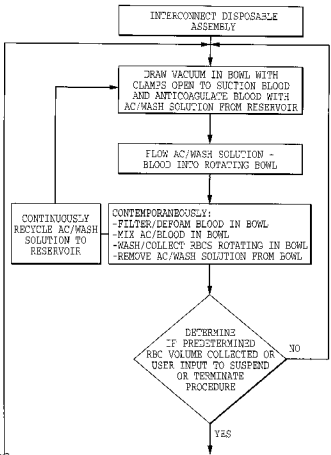 INTERCONNECT DISPOSABLE
ASSEMBLY
DRAW VACUUM IN BOWL WITH
CLAMPS OPEN TO SUCTION BLOOD
AND ANTICOAGULATE BLOOD WITH
AC/WASH SOLUTION FROM RESERVOIR
FLOW AC/WASH SOLUTION -
BLOOD INTO ROTATING BOWL
CONTINUOUSLY
RECYCLE AC/WASH
SOLUTION TO
RESERVOIR
CONTEMPORANEOUSLY:
-FILTER/DEFOAM BLOOD IN BOWL
-MIX AC/BLOOD IN BOWL
-WASH/COLLECT RBCS ROTATING IN BOWL
-REMOVE AC/WASH SOLUTION FROM BOWL
DETERMINE
IF PREDETERMINED
RBC VOLUME COLLECTED OR
USER INPUT TO SUSPEND
OR TERMINATE
PROCEDURE
NO
YES